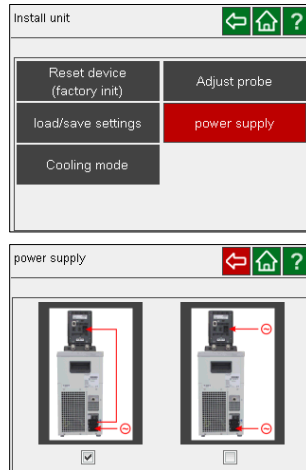 Install unit
?
Reset device
(factory init)
Adjust probe
load/save settings
power supply
Cooling mode
power supply
?